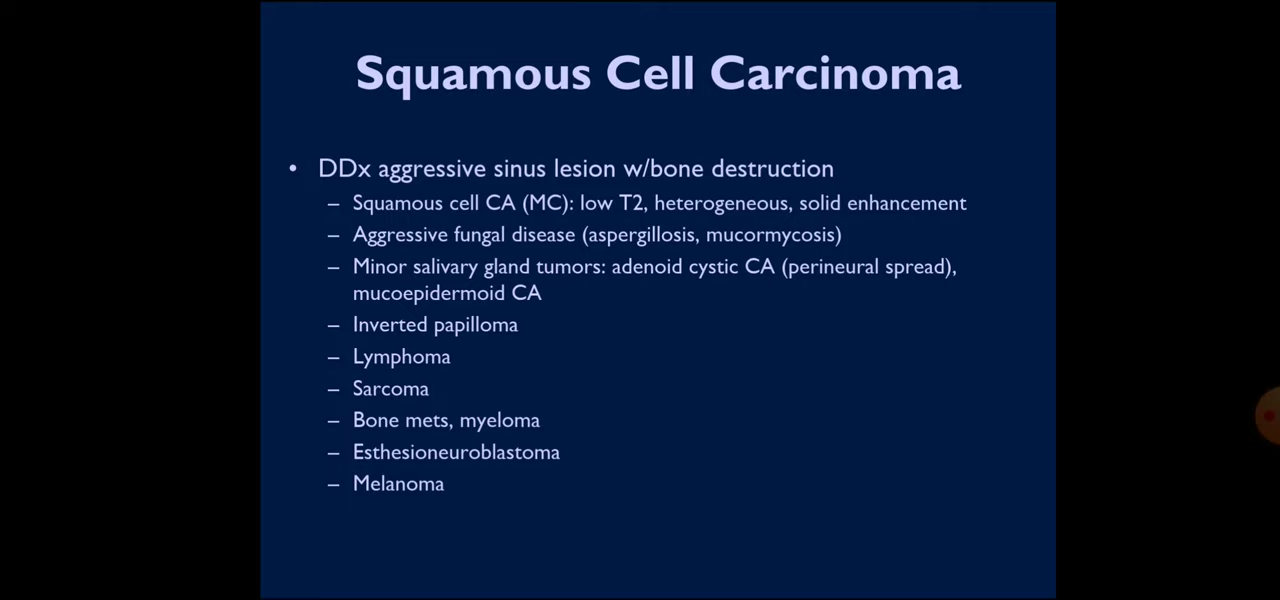 Squamous Cell Carcinoma
• DDx aggressive sinus lesion w/bone destruction
– Squamous cell CA (MC): low T2, heterogeneous, solid enhancement
– Aggressive fungal disease (aspergillosis, mucormycosis)
– Minor salivary gland tumors: adenoid cystic CA (perineural spread),
mucoepidermoid CA
– Inverted papilloma
– Lymphoma
– Sarcoma
– Bone mets, myeloma
– Esthesioneuroblastoma
– Melanoma